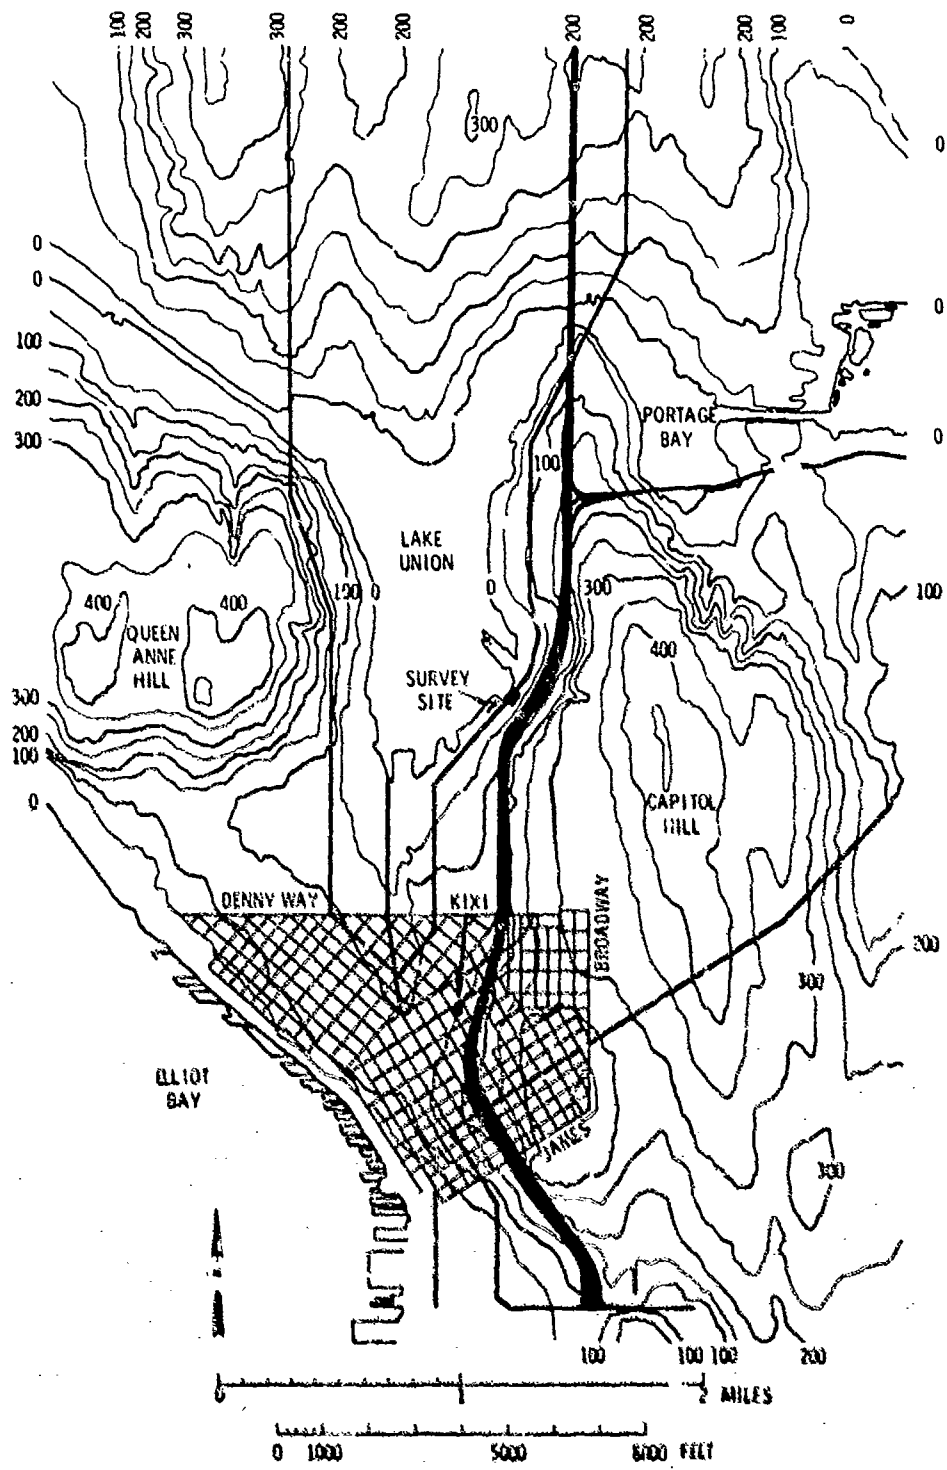 100 200 300 300 200 200 200 200 200 100 0
300
0
0
0
100
0
200
PORTAGE
BAY
300
0
100
LAKE
UNION
400 400 100 0 0 300 100
QUEEN
ANNE
HILL
400
SURVEY
SITE
300
200
100
0
CAPITOL
HILL
DENNY WAY KIXI
BROADWAY
200
300
ELLIOT
BAY
JAMES
300
100 100 100 200
0 1 2 MILES
0 1000 5000 8000 FEET